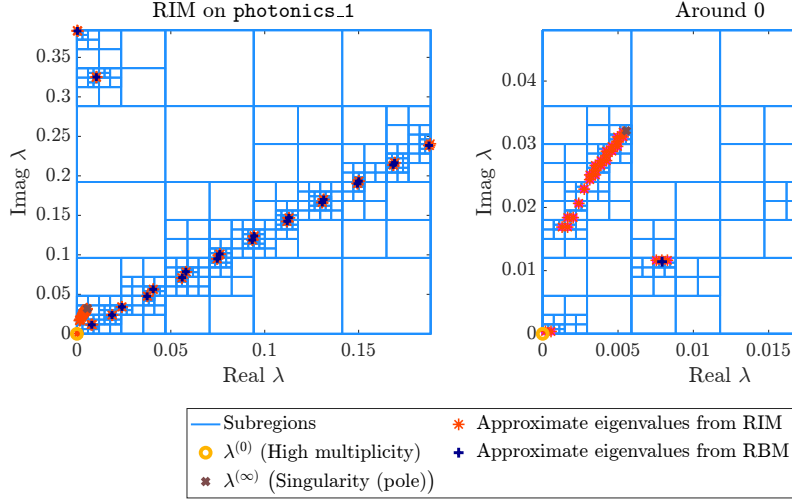 RIM on photonics_1
Around 0
0.35
0.3
0.25
0.2
0.15
0.1
0.05
0
Imag λ
0 0.05 0.1 0.15
Real λ
0.04
0.03
0.02
0.01
0
Imag λ
0 0.005 0.01 0.015
Real λ
Subregions
λ(0) (High multiplicity)
λ(∞) (Singularity (pole))
Approximate eigenvalues from RIM
Approximate eigenvalues from RBM